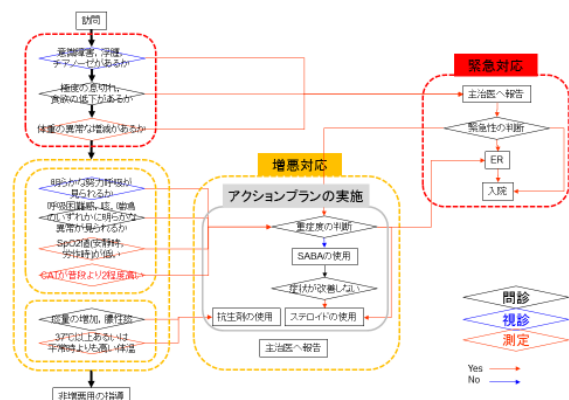 訪問
意識障害, 浮腫,
チアノーゼがあるか
極度の息切れ,
食欲の低下があるか
体重の異常な増減があるか
明らかな努力呼吸が
見られるか
呼吸困難感, 咳, 喘鳴
のいずれかに明らかな
異常が見られるか
SpO2値(安静時,
労作時)が低い
CATが普段より2程度高い
痰量の増加, 膿性痰
37℃以上あるいは
平常時よりも高い体温
非増悪用の指導
増悪対応
アクションプランの実施
重症度の判断
SABAの使用
症状が改善しない
抗生剤の使用
ステロイドの使用
主治医へ報告
緊急対応
主治医へ報告
緊急性の判断
ER
入院
問診
視診
測定
Yes
No